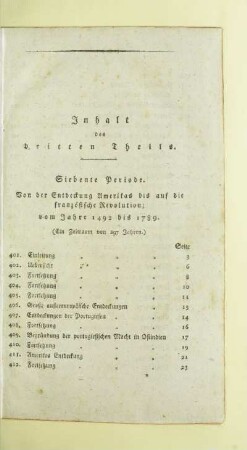 Inhalt
des
Dritten Theils.
Siebente Periode.
Von der Entdeckung Amerikas bis auf die
französische Revolution;
vom Jahre 1492 bis 1789.
(Ein Zeitraum von 297 Jahren.)
Seite
401. Einleitung 3
402. Uebersicht 5
403. Fortsetzung 8
404. Fortsetzung 10
405. Fortsetzung
406. Große außereuropäische Entdeckungen
407. Entdeckungen der Portugiesen 14
408. Fortsetzung 16
409. Begründung der portugiesischen Macht in Ostindien 17
410. Fortsetzung 19
411. Amerikas Entdeckung 21
412. Fortsetzung 23